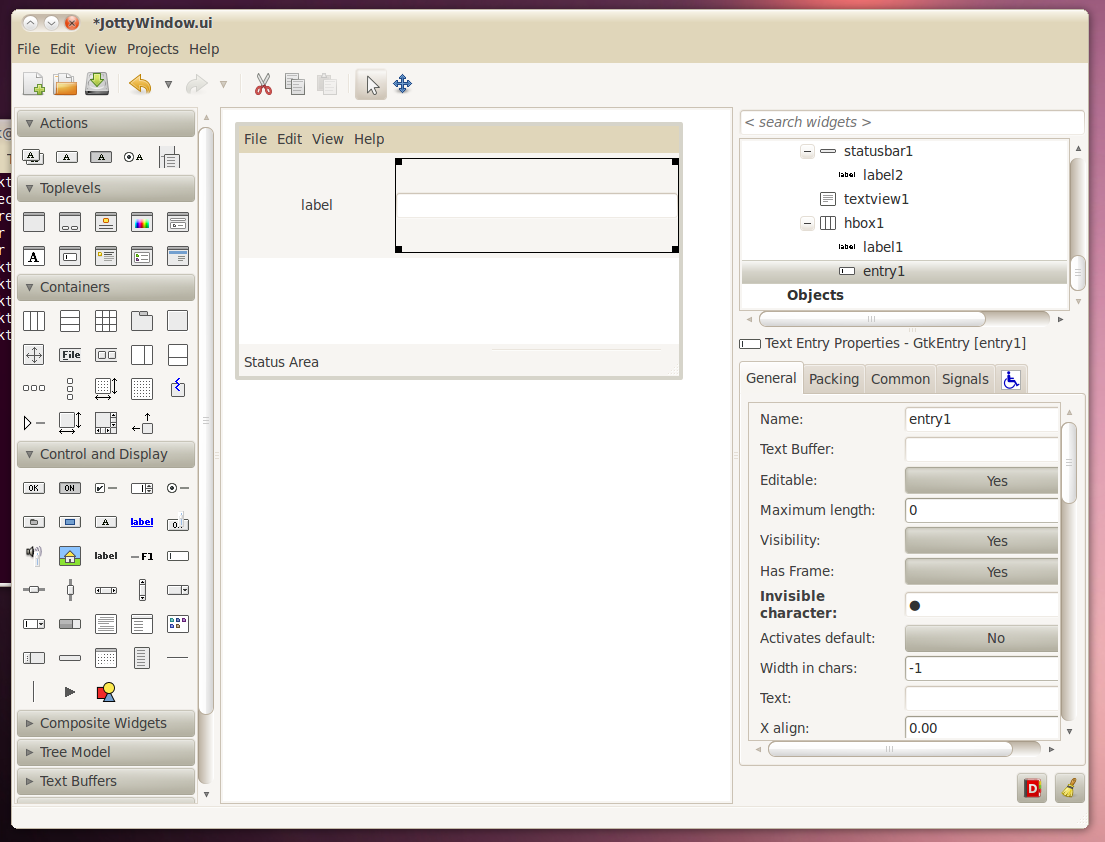 *JottyWindow.ui
File Edit View Projects Help
Actions
A A A A
Toplevels
A
Containers
File
Control and Display
OK ON
A label 0..
label F1
Composite Widgets
Tree Model
Text Buffers
File Edit View Help
label
Status Area
< search widgets >
statusbar1
label label2
textview1
hbox1
label label1
entry1
Objects
Text Entry Properties - GtkEntry [entry1]
General Packing Common Signals
Name: entry1
Text Buffer:
Editable: Yes
Maximum length: 0
Visibility: Yes
Has Frame: Yes
Invisible
character: ●
Activates default: No
Width in chars: -1
Text:
X align: 0.00
D